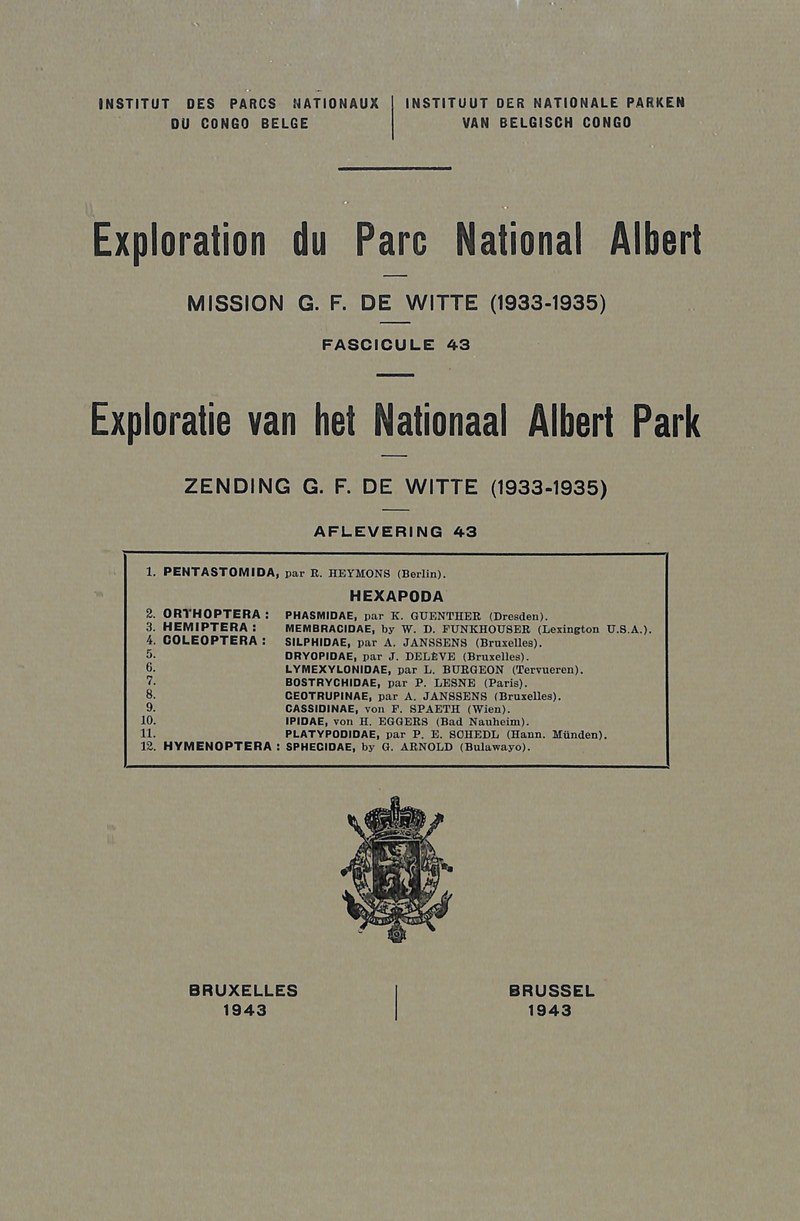 INSTITUT DES PARCS NATIONAUX
DU CONGO BELGE
INSTITUUT DER NATIONALE PARKEN
VAN BELGISCH CONGO
Exploration du Parc National Albert
MISSION G. F. DE WITTE (1933-1935)
FASCICULE 43
Exploratie van het Nationaal Albert Park
ZENDING G. F. DE WITTE (1933-1935)
AFLEVERING 43
1. PENTASTOMIDA, par R. HEYMONS (Berlin).
HEXAPODA
2. ORTHOPTERA : PHASMIDAE, par K. GUENTHER (Dresden).
3. HEMIPTERA : MEMBRACIDAE, by W. D. FUNKHOUSER (Lexington U.S.A.).
4. COLEOPTERA : SILPHIDAE, par A. JANSSENS (Bruxelles).
5. DRYOPIDAE, par J. DELÈVE (Bruxelles).
6. LYMEXYLONIDAE, par L. BURGEON (Tervueren).
7. BOSTRYCHIDAE, par P. LESNE (Paris).
8. GEOTRUPINAE, par A. JANSSENS (Bruxelles).
9. CASSIDINAE, von F. SPAETH (Wien).
10. IPIDAE, von H. EGGERS (Bad Nauheim).
11. PLATYPODIDAE, par P. E. SCHEDL (Hann. Münden).
12. HYMENOPTERA : SPHECIDAE, by G. ARNOLD (Bulawayo).
BRUXELLES
1943
BRUSSEL
1943